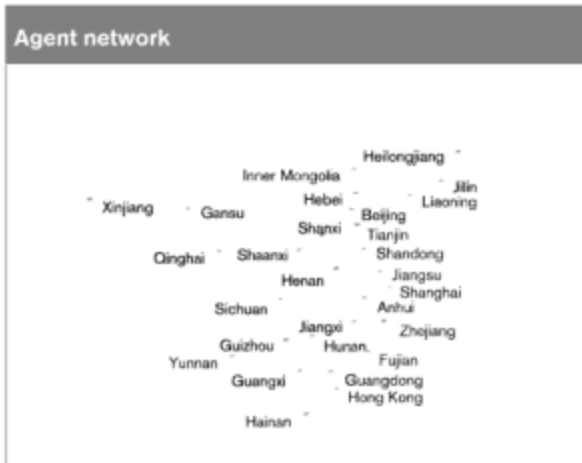 Agent network
Heilongjiang
Inner Mongolia
Jilin
Hebei
Liaoning
Xinjiang
Gansu
Beijing
Shanxi
Tianjin
Qinghai
Shaanxi
Shandong
Henan
Jiangsu
Shanghai
Sichuan
Anhui
Jiangxi
Zhejiang
Guizhou
Hunan
Yunnan
Fujian
Guangxi
Guangdong
Hong Kong
Hainan